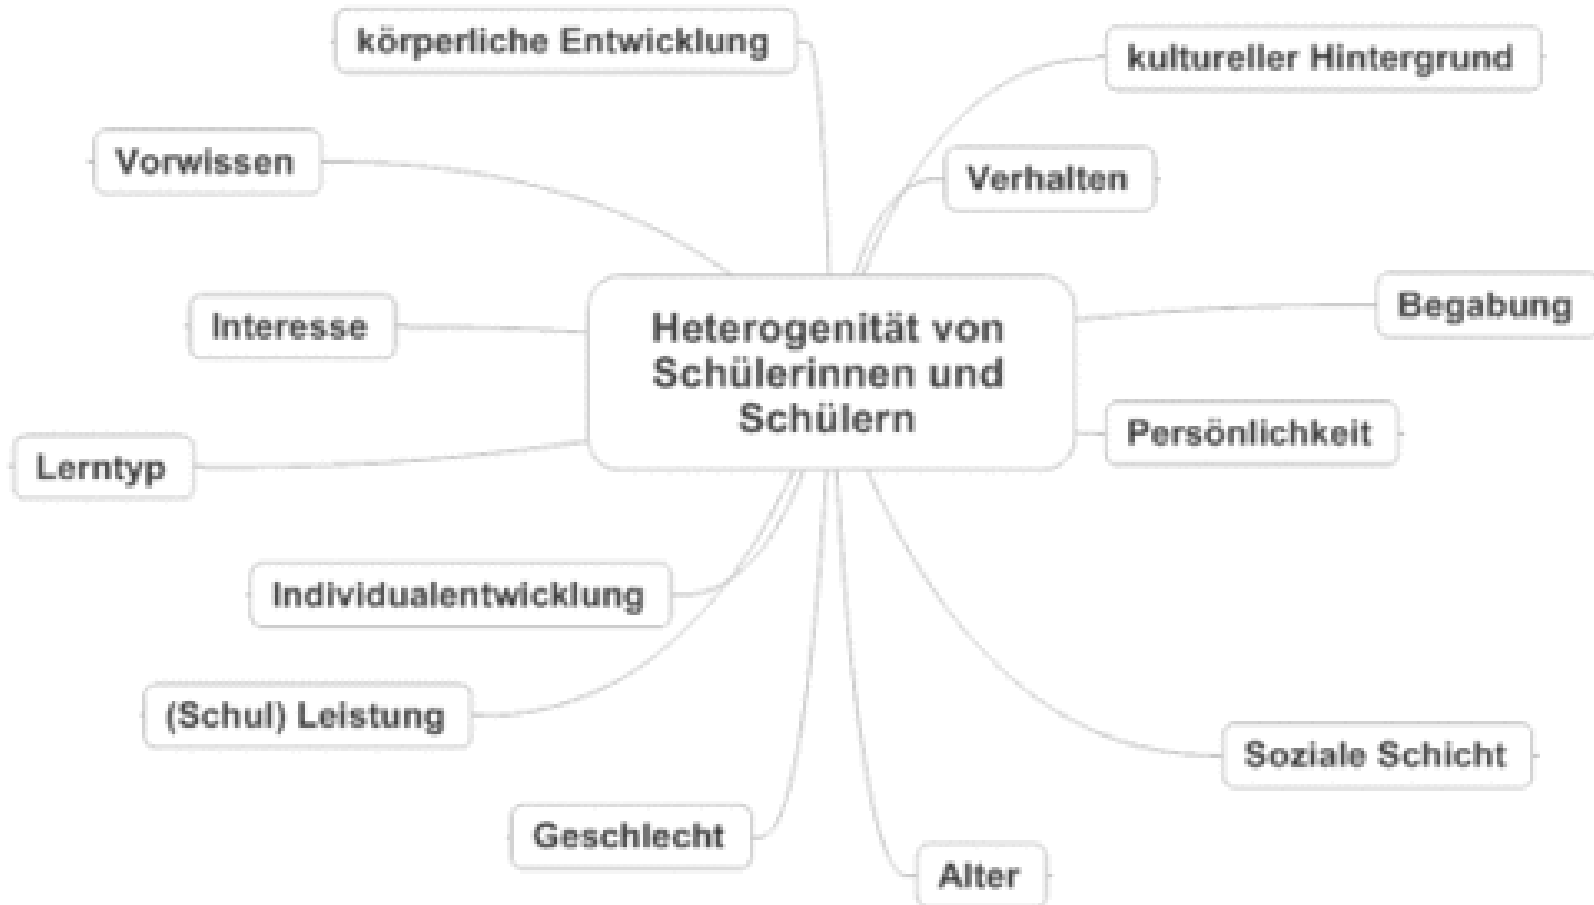 körperliche Entwicklung
kultureller Hintergrund
Vorwissen
Verhalten
Interesse
Heterogenität von
Schülerinnen und
Schülern
Begabung
Persönlichkeit
Lerntyp
Individualentwicklung
(Schul) Leistung
Soziale Schicht
Geschlecht
Alter